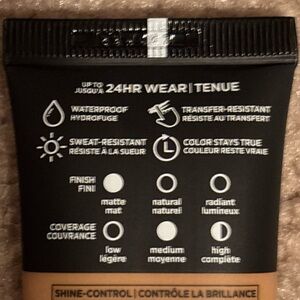 UP TO
JUSQU'À 24HR WEAR | TENUE
WATERPROOF
HYDROFUGE
TRANSFER-RESISTANT
RÉSISTE AU TRANSFERT
SWEAT-RESISTANT
RÉSISTE À LA SUEUR
COLOR STAYS TRUE
COULEUR RESTE VRAIE
FINISH
FINI
matte
mat
natural
naturel
radiant
lumineux
COVERAGE
COUVRANCE
low
légère
medium
moyenne
high
complète
SHINE-CONTROL | CONTRÔLE LA BRILLANCE